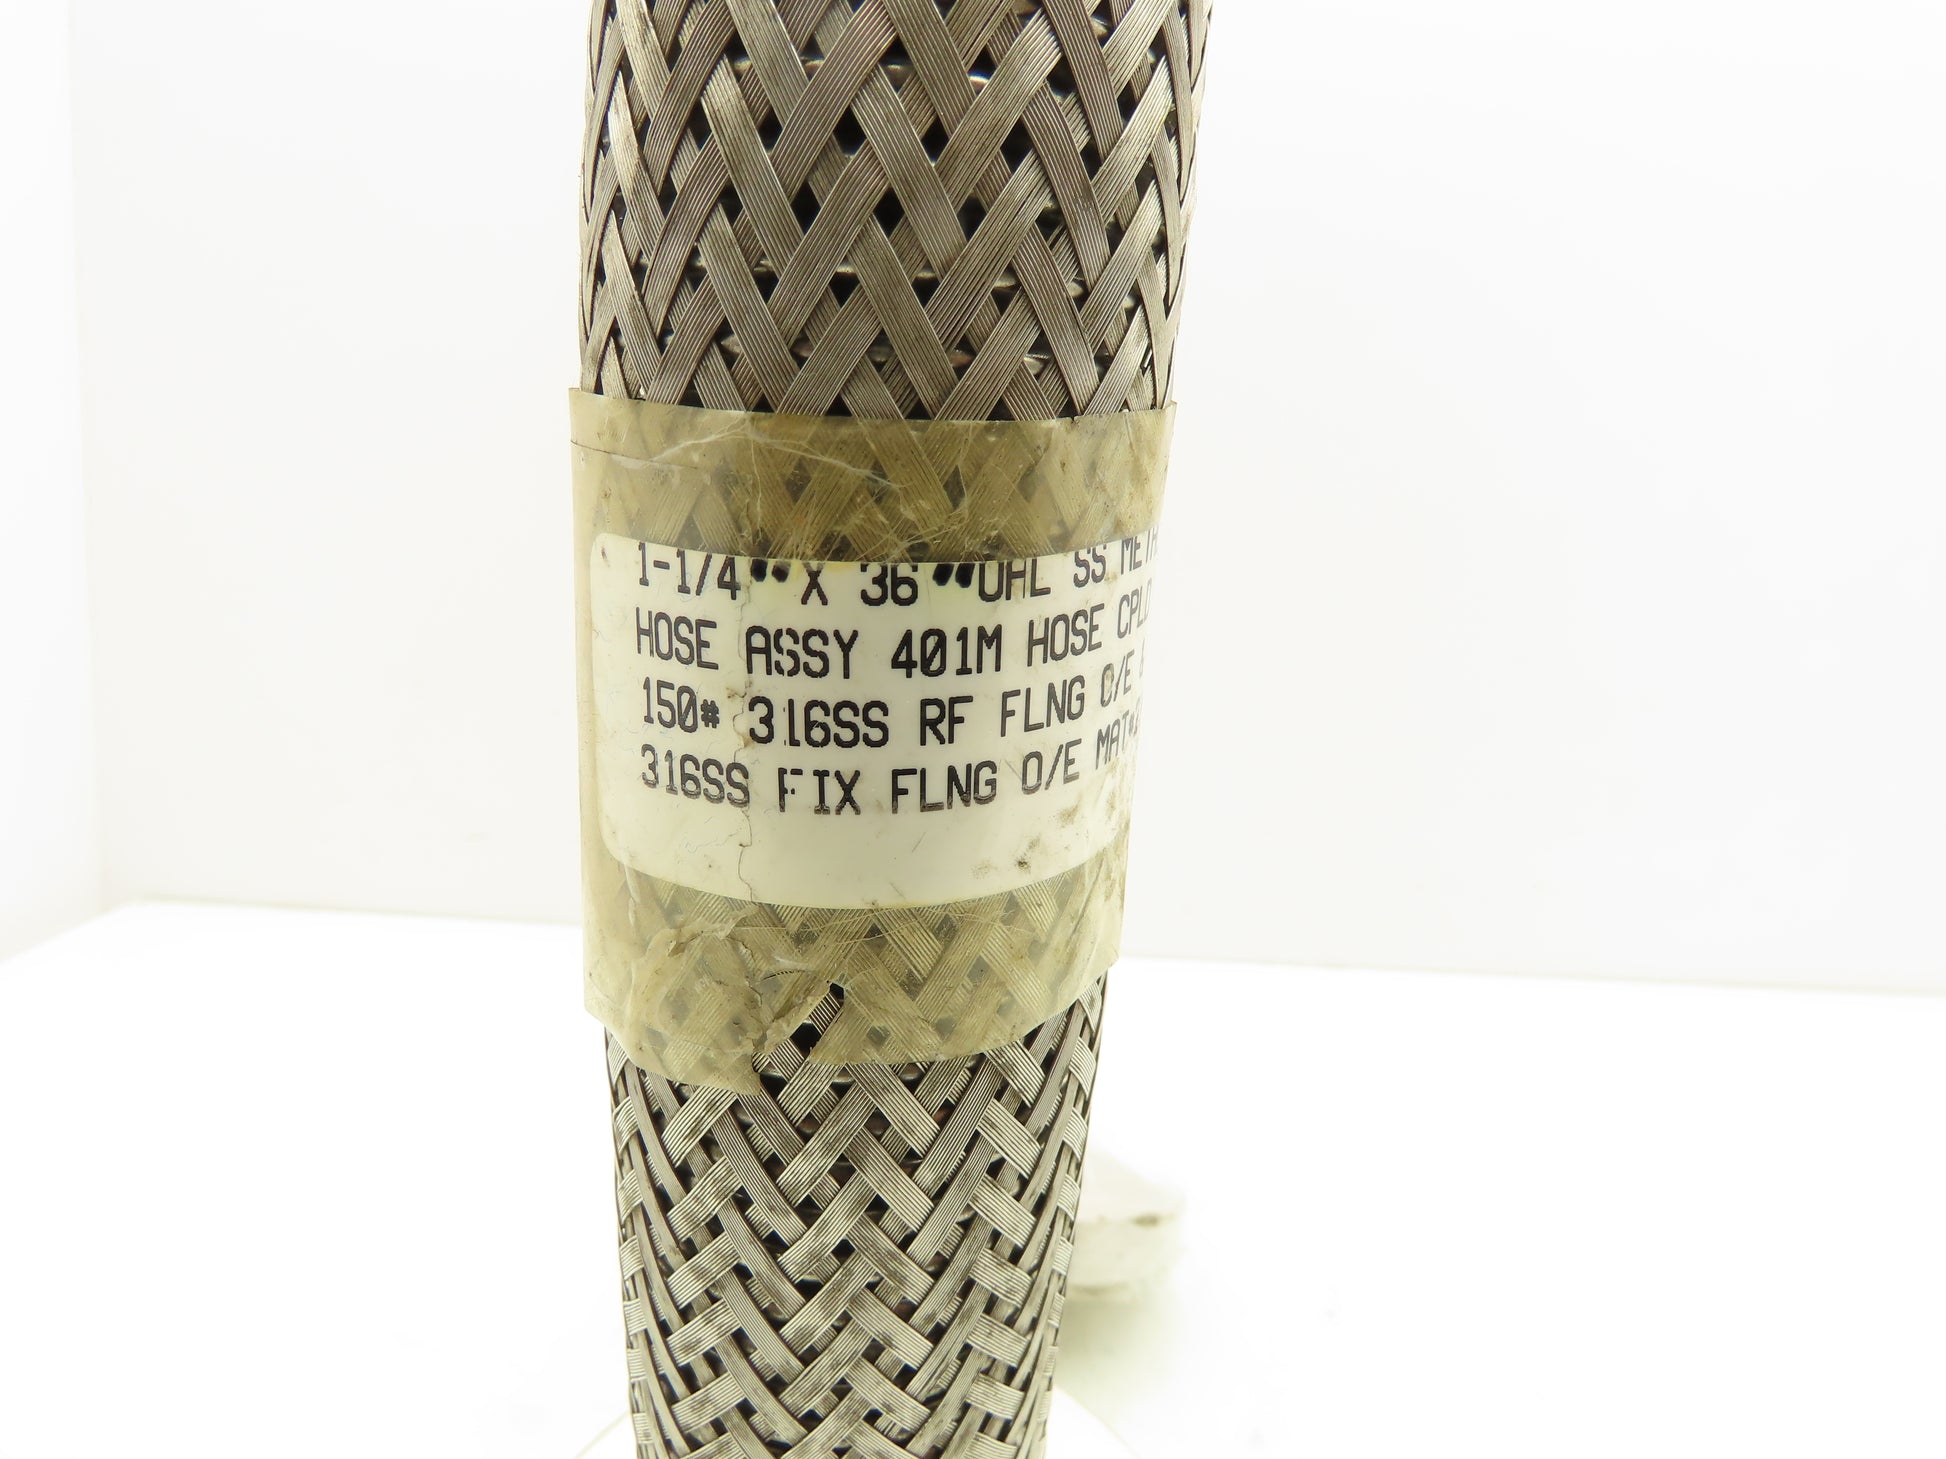 1-1/4" X 36" OAL SS
HOSE ASSY 401M HOSE
150# 316SS RF FLNG O/E
316SS FIX FLNG O/E